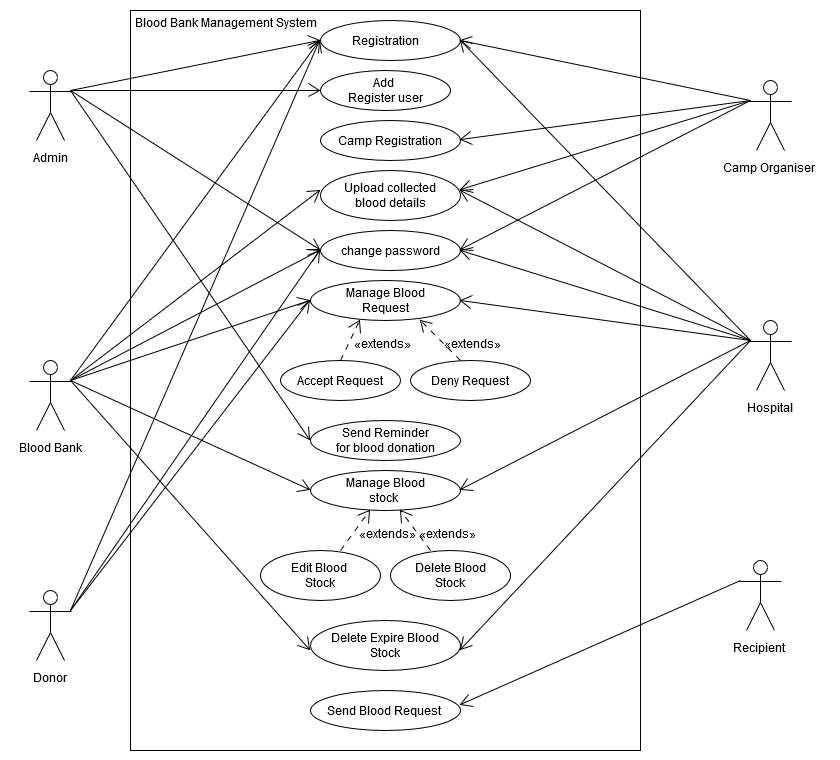 Blood Bank Management System
Registration
Add
Register user
Admin
Camp Registration
Camp Organiser
Upload collected
blood details
change password
Manage Blood
Request
«extends»
«extends»
Accept Request
Deny Request
Hospital
Blood Bank
Send Reminder
for blood donation
Manage Blood
stock
«extends»
«extends»
Edit Blood
Stock
Delete Blood
Stock
Delete Expire Blood
Stock
Recipient
Donor
Send Blood Request